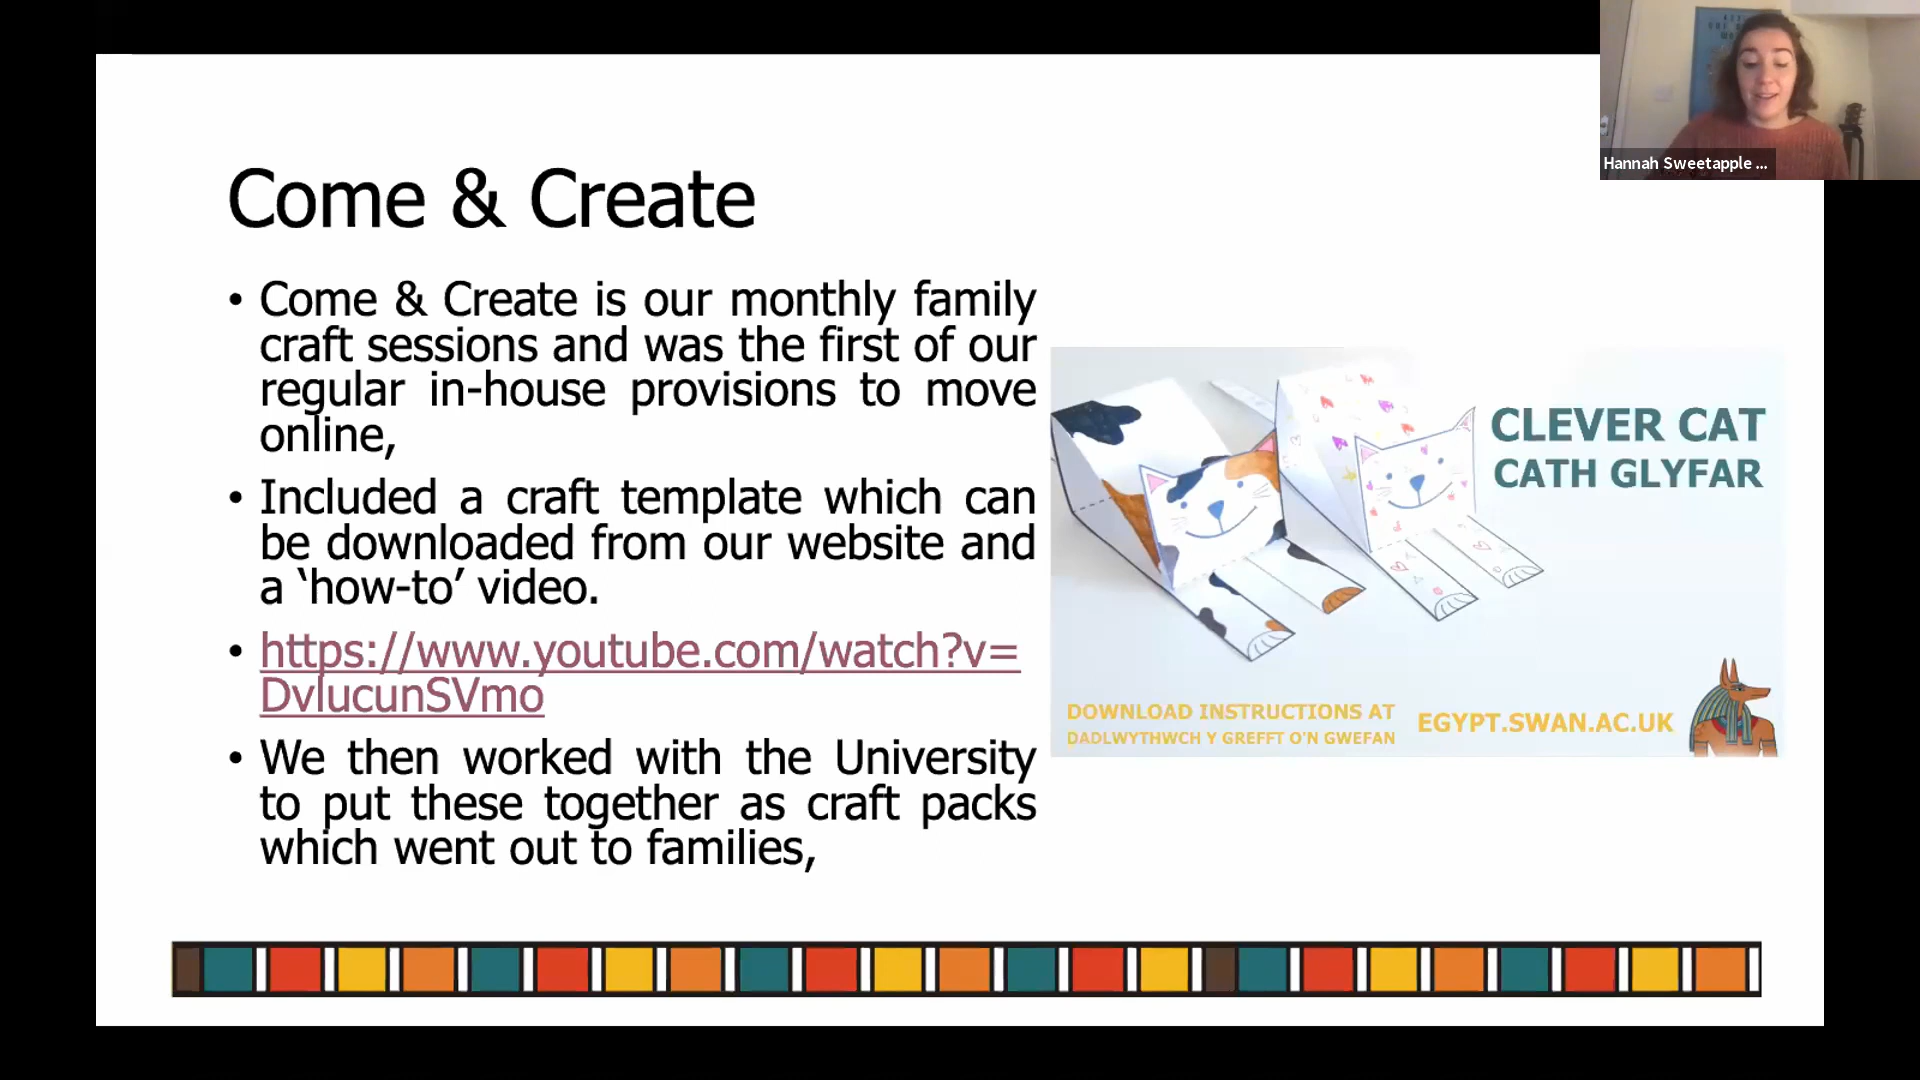 Hannah Sweetapple ...
Come & Create
• Come & Create is our monthly family
craft sessions and was the first of our
regular in-house provisions to move
online,
• Included a craft template which can
be downloaded from our website and
a ‘how-to’ video.
• https://www.youtube.com/watch?v=
DvlucunSVmo
• We then worked with the University
to put these together as craft packs
which went out to families,
CLEVER CAT
CATH GLYFAR
DOWNLOAD INSTRUCTIONS AT
DADLWYTHWCH Y GREFFT O'N GWEFAN
EGYPT.SWAN.AC.UK